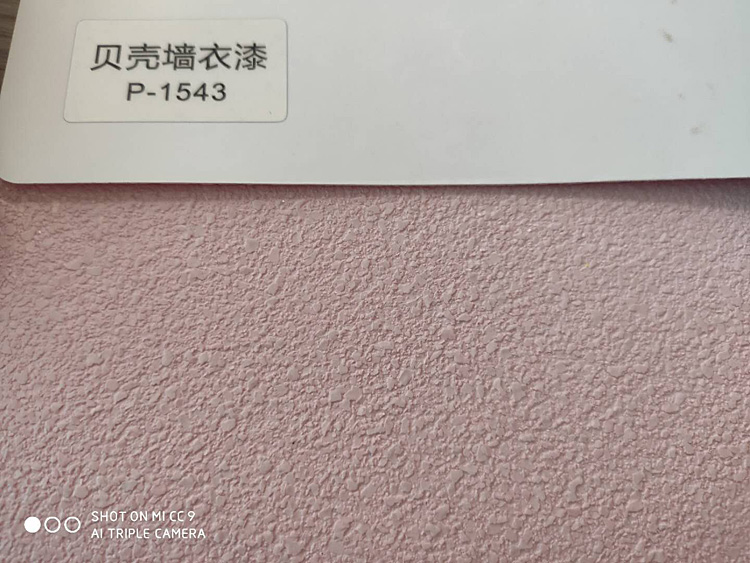 贝壳墙衣漆
P-1543
SHOT ON MI CC 9
AI TRIPLE CAMERA